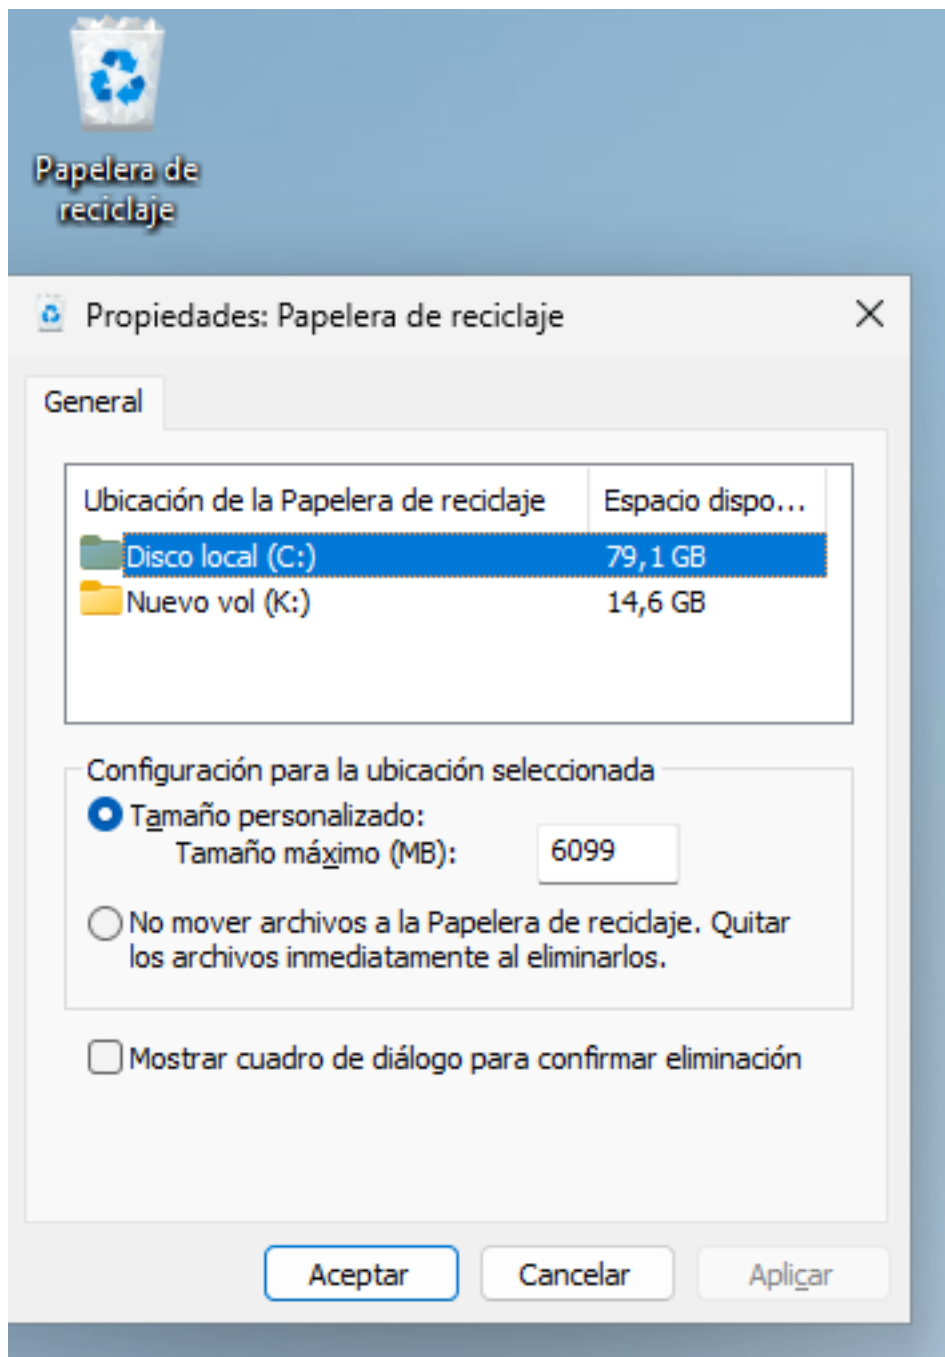 Papelera de
reciclaje
Propiedades: Papelera de reciclaje
General
Ubicación de la Papelera de reciclaje Espacio dispo...
Disco local (C:) 79,1 GB
Nuevo vol (K:) 14,6 GB
Configuración para la ubicación seleccionada
Tamaño personalizado:
Tamaño máximo (MB): 6099
No mover archivos a la Papelera de reciclaje. Quitar
los archivos inmediatamente al eliminarlos.
Mostrar cuadro de diálogo para confirmar eliminación
Aceptar Cancelar Aplicar